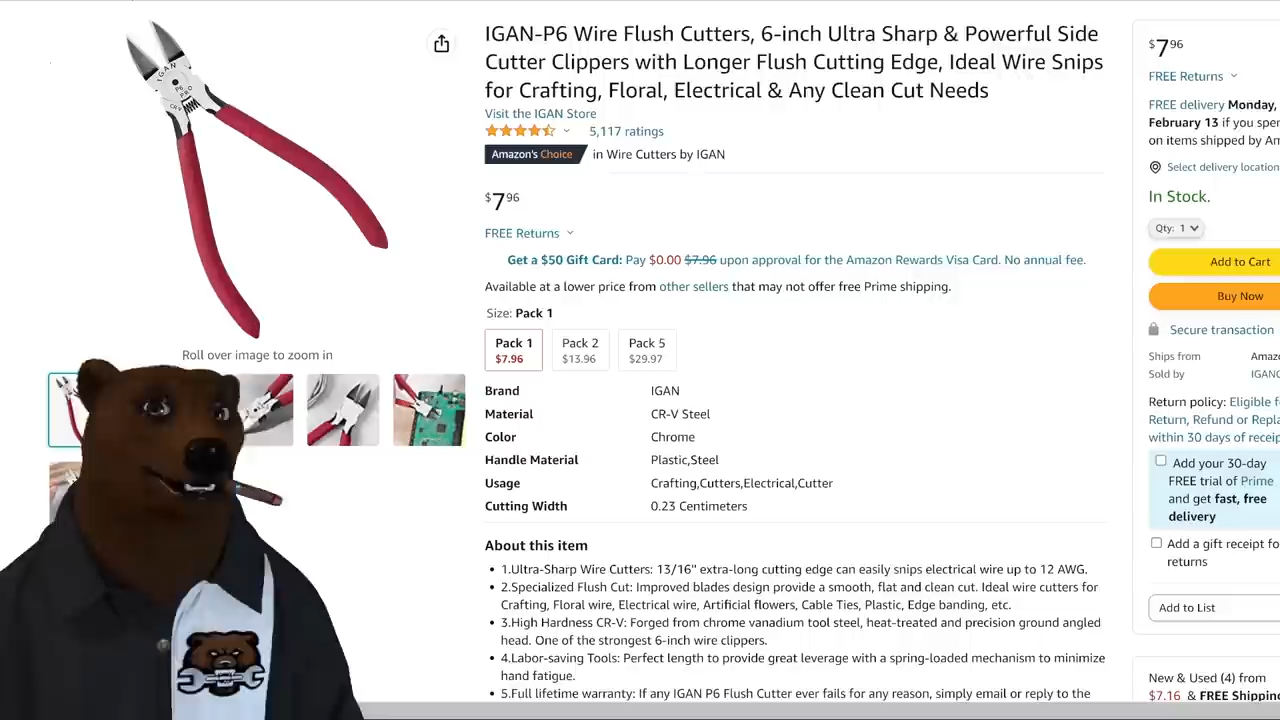 IGAN
P6
PRO
CR-V
Roll over image to zoom in
IGAN-P6 Wire Flush Cutters, 6-inch Ultra Sharp & Powerful Side
Cutter Clippers with Longer Flush Cutting Edge, Ideal Wire Snips
for Crafting, Floral, Electrical & Any Clean Cut Needs
Visit the IGAN Store
5,117 ratings
Amazon's Choice in Wire Cutters by IGAN
$796
FREE Returns
Get a $50 Gift Card: Pay $0.00 $7.96 upon approval for the Amazon Rewards Visa Card. No annual fee.
Available at a lower price from other sellers that may not offer free Prime shipping.
Size: Pack 1
Pack 1 Pack 2 Pack 5
$7.96 $13.96 $29.97
Brand IGAN
Material CR-V Steel
Color Chrome
Handle Material Plastic,Steel
Usage Crafting,Cutters,Electrical,Cutter
Cutting Width 0.23 Centimeters
About this item
• 1.Ultra-Sharp Wire Cutters: 13/16" extra-long cutting edge can easily snips electrical wire up to 12 AWG.
• 2.Specialized Flush Cut: Improved blades design provide a smooth, flat and clean cut. Ideal wire cutters for
Crafting, Floral wire, Electrical wire, Artificial flowers, Cable Ties, Plastic, Edge banding, etc.
• 3.High Hardness CR-V: Forged from chrome vanadium tool steel, heat-treated and precision ground angled
head. One of the strongest 6-inch wire clippers.
• 4.Labor-saving Tools: Perfect length to provide great leverage with a spring-loaded mechanism to minimize
hand fatigue.
• 5.Full lifetime warranty: If any IGAN P6 Flush Cutter ever fails for any reason, simply email or reply to the
$796
FREE Returns
FREE delivery Monday,
February 13 if you spen
on items shipped by Am
Select delivery location
In Stock.
Qty: 1
Add to Cart
Buy Now
Secure transaction
Ships from Amazo
Sold by IGANC
Return policy: Eligible fo
Return, Refund or Repla
within 30 days of receip
Add your 30-day
FREE trial of Prime
and get fast, free
delivery
Add a gift receipt fo
returns
Add to List
New & Used (4) from
$7.16 & FREE Shipping